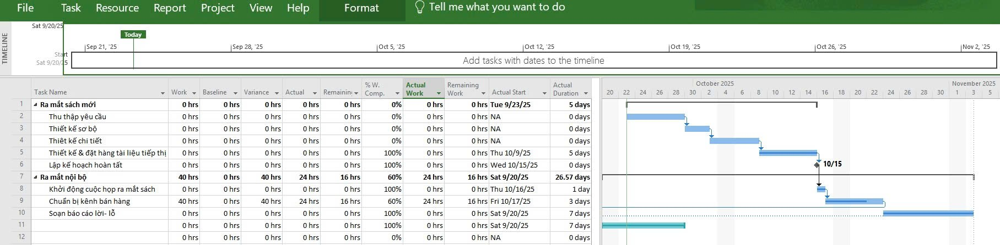 File Task Resource Report Project View Help Format Tell me what you want to do
Sat 9/20/25
Today
Sep 21, '25 Sep 28, '25 Oct 5, '25 Oct 12, '25 Oct 19, '25 Oct 26, '25 Nov 2, '25
TIMELINE
Start
Sat 9/20/25
Add tasks with dates to the timeline
Task Name Work Baseline Variance Actual Remaining % W. Comp. Actual Work Remaining Work Actual Start Actual Duration
October 2025 November 2025
20 22 24 26 28 30 2 4 6 8 10 12 14 16 18 20 22 24 26 28 30 1 3 5
1 Ra mắt sách mới 0 hrs 0 hrs 0 hrs 0 hrs 0 hrs 0% 0 hrs 0 hrs Tue 9/23/25 5 days
2 Thu thập yêu cầu 0 hrs 0 hrs 0 hrs 0 hrs 0 hrs 0% 0 hrs 0 hrs NA 0 days
3 Thiết kế sơ bộ 0 hrs 0 hrs 0 hrs 0 hrs 0 hrs 0% 0 hrs 0 hrs NA 0 days
4 Thiêt kế chi tiết 0 hrs 0 hrs 0 hrs 0 hrs 0 hrs 0% 0 hrs 0 hrs NA 0 days
5 Thiết kế & đặt hàng tài liệu tiếp thị 0 hrs 0 hrs 0 hrs 0 hrs 0 hrs 100% 0 hrs 0 hrs Thu 10/9/25 5 days
6 Lập kế hoạch hoàn tất 0 hrs 0 hrs 0 hrs 0 hrs 0 hrs 100% 0 hrs 0 hrs Wed 10/15/25 0 days 10/15
7 Ra mắt nội bộ 40 hrs 0 hrs 40 hrs 24 hrs 16 hrs 60% 24 hrs 16 hrs Sat 9/20/25 26.57 days
8 Khởi động cuộc họp ra mắt sách 0 hrs 0 hrs 0 hrs 0 hrs 0 hrs 100% 0 hrs 0 hrs Thu 10/16/25 1 day
9 Chuẩn bị kênh bán hàng 40 hrs 0 hrs 40 hrs 24 hrs 16 hrs 60% 24 hrs 16 hrs Fri 10/17/25 3 days
10 Soạn báo cáo lời- lỗ 0 hrs 0 hrs 0 hrs 0 hrs 0 hrs 100% 0 hrs 0 hrs Sat 9/20/25 7 days
11 0 hrs 0 hrs 0 hrs 0 hrs 0 hrs 100% 0 hrs 0 hrs Sat 9/20/25 7 days
12 0 hrs 0 hrs 0 hrs 0 hrs 0 hrs 0% 0 hrs 0 hrs NA 0 days